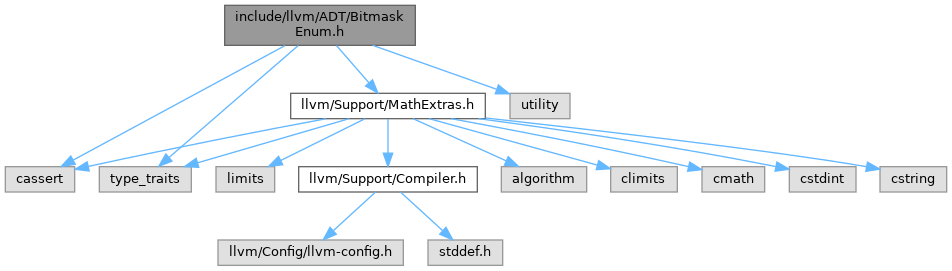 include/llvm/ADT/Bitmask
Enum.h
llvm/Support/MathExtras.h
utility
cassert
type_traits
limits
llvm/Support/Compiler.h
algorithm
climits
cmath
cstdint
cstring
llvm/Config/llvm-config.h
stddef.h